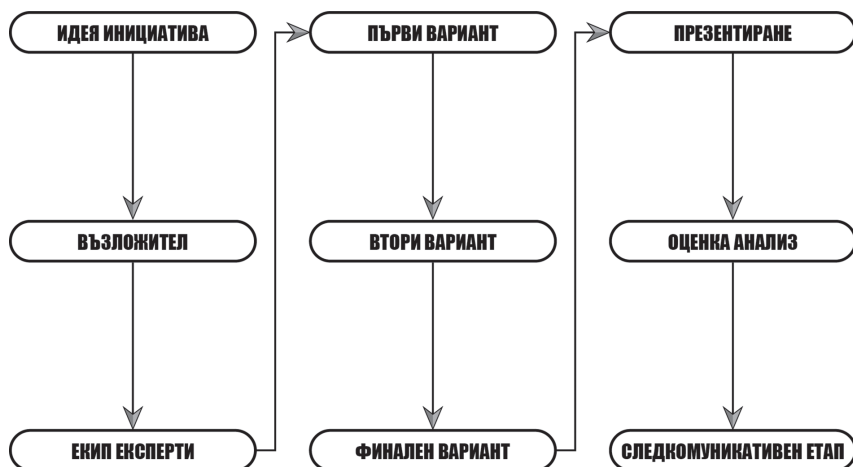 ИДЕЯ ИНИЦИАТИВА
ВЪЗЛОЖИТЕЛ
ЕКИП ЕКСПЕРТИ
ПЪРВИ ВАРИАНТ
ВТОРИ ВАРИАНТ
ФИНАЛЕН ВАРИАНТ
ПРЕЗЕНТИРАНЕ
ОЦЕНКА АНАЛИЗ
СЛЕДКОМУНИКАТИВЕН ЕТАП